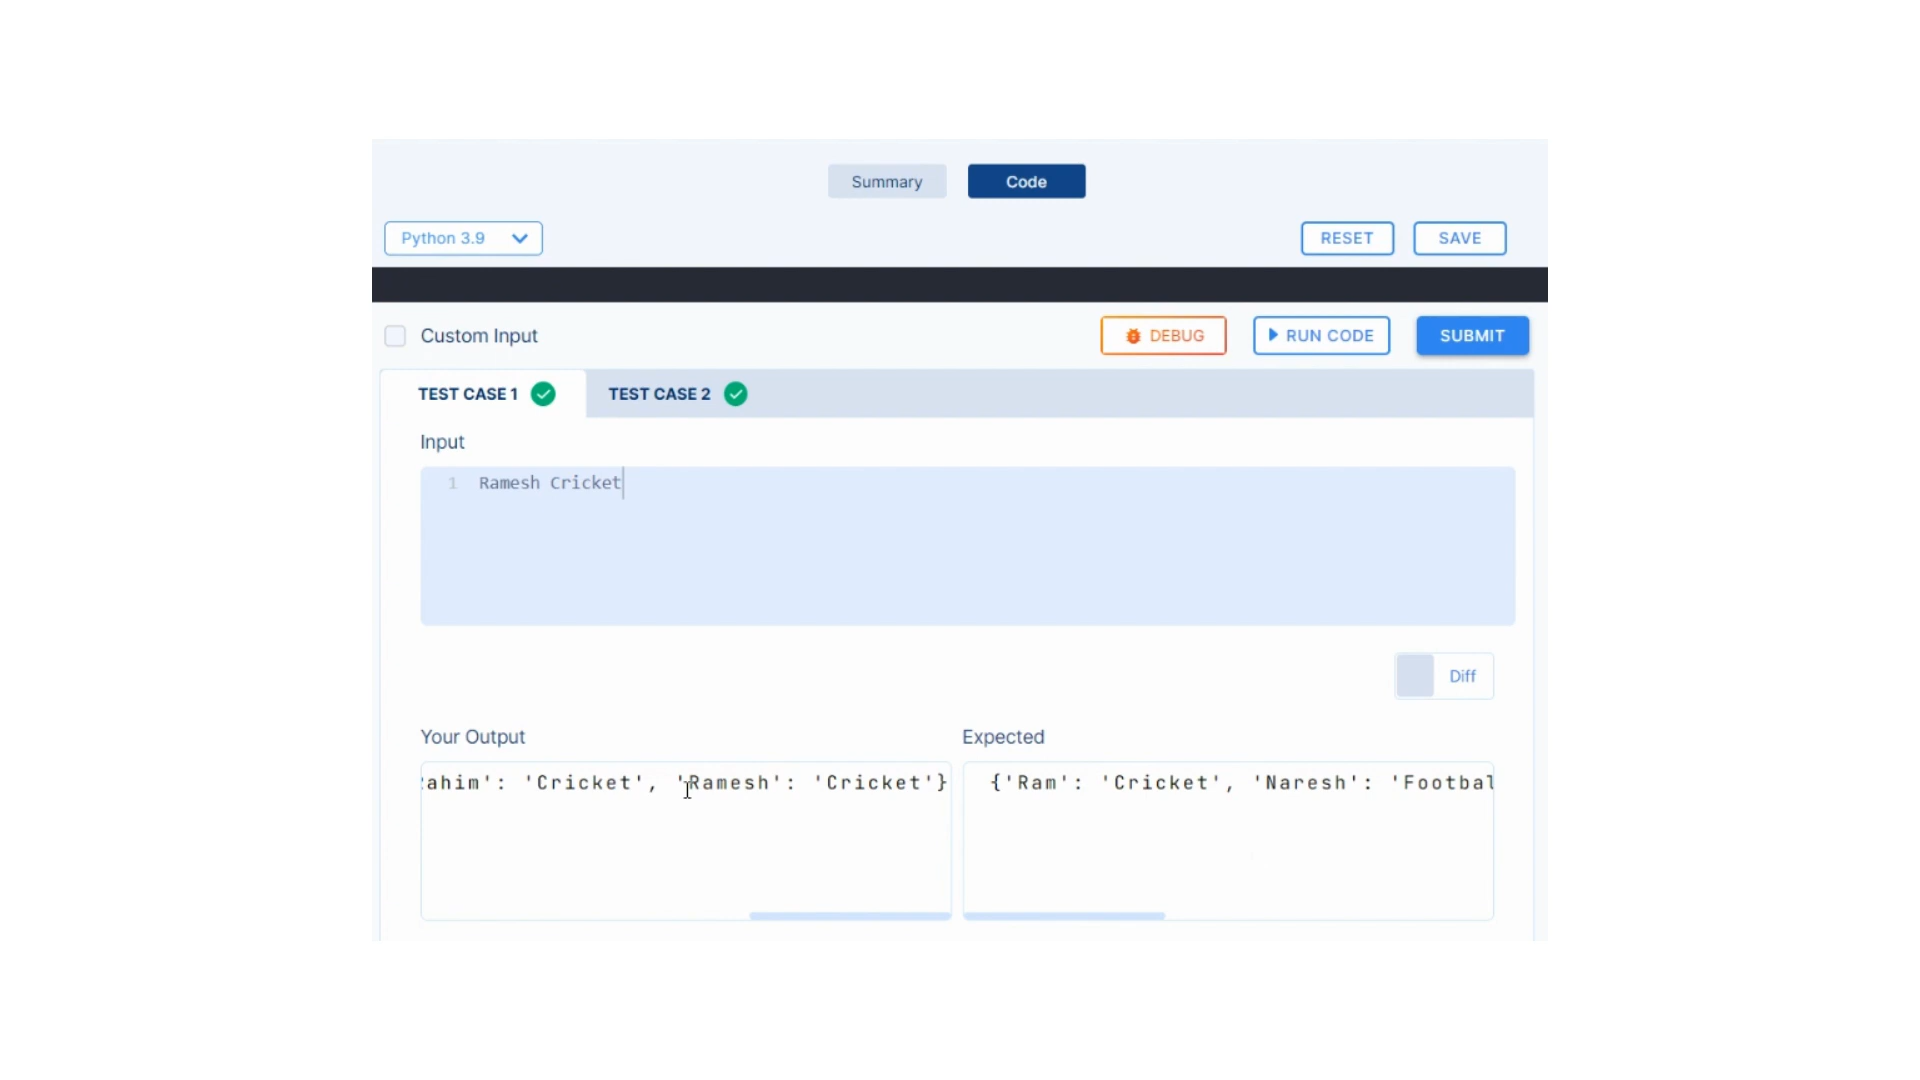 Summary
Code
Python 3.9
RESET
SAVE
Custom Input
DEBUG
RUN CODE
SUBMIT
TEST CASE 1
TEST CASE 2
Input
1 Ramesh Cricket
Diff
Your Output
Expected
ahim': 'Cricket', 'Ramesh': 'Cricket'}
{'Ram': 'Cricket', 'Naresh': 'Footbal